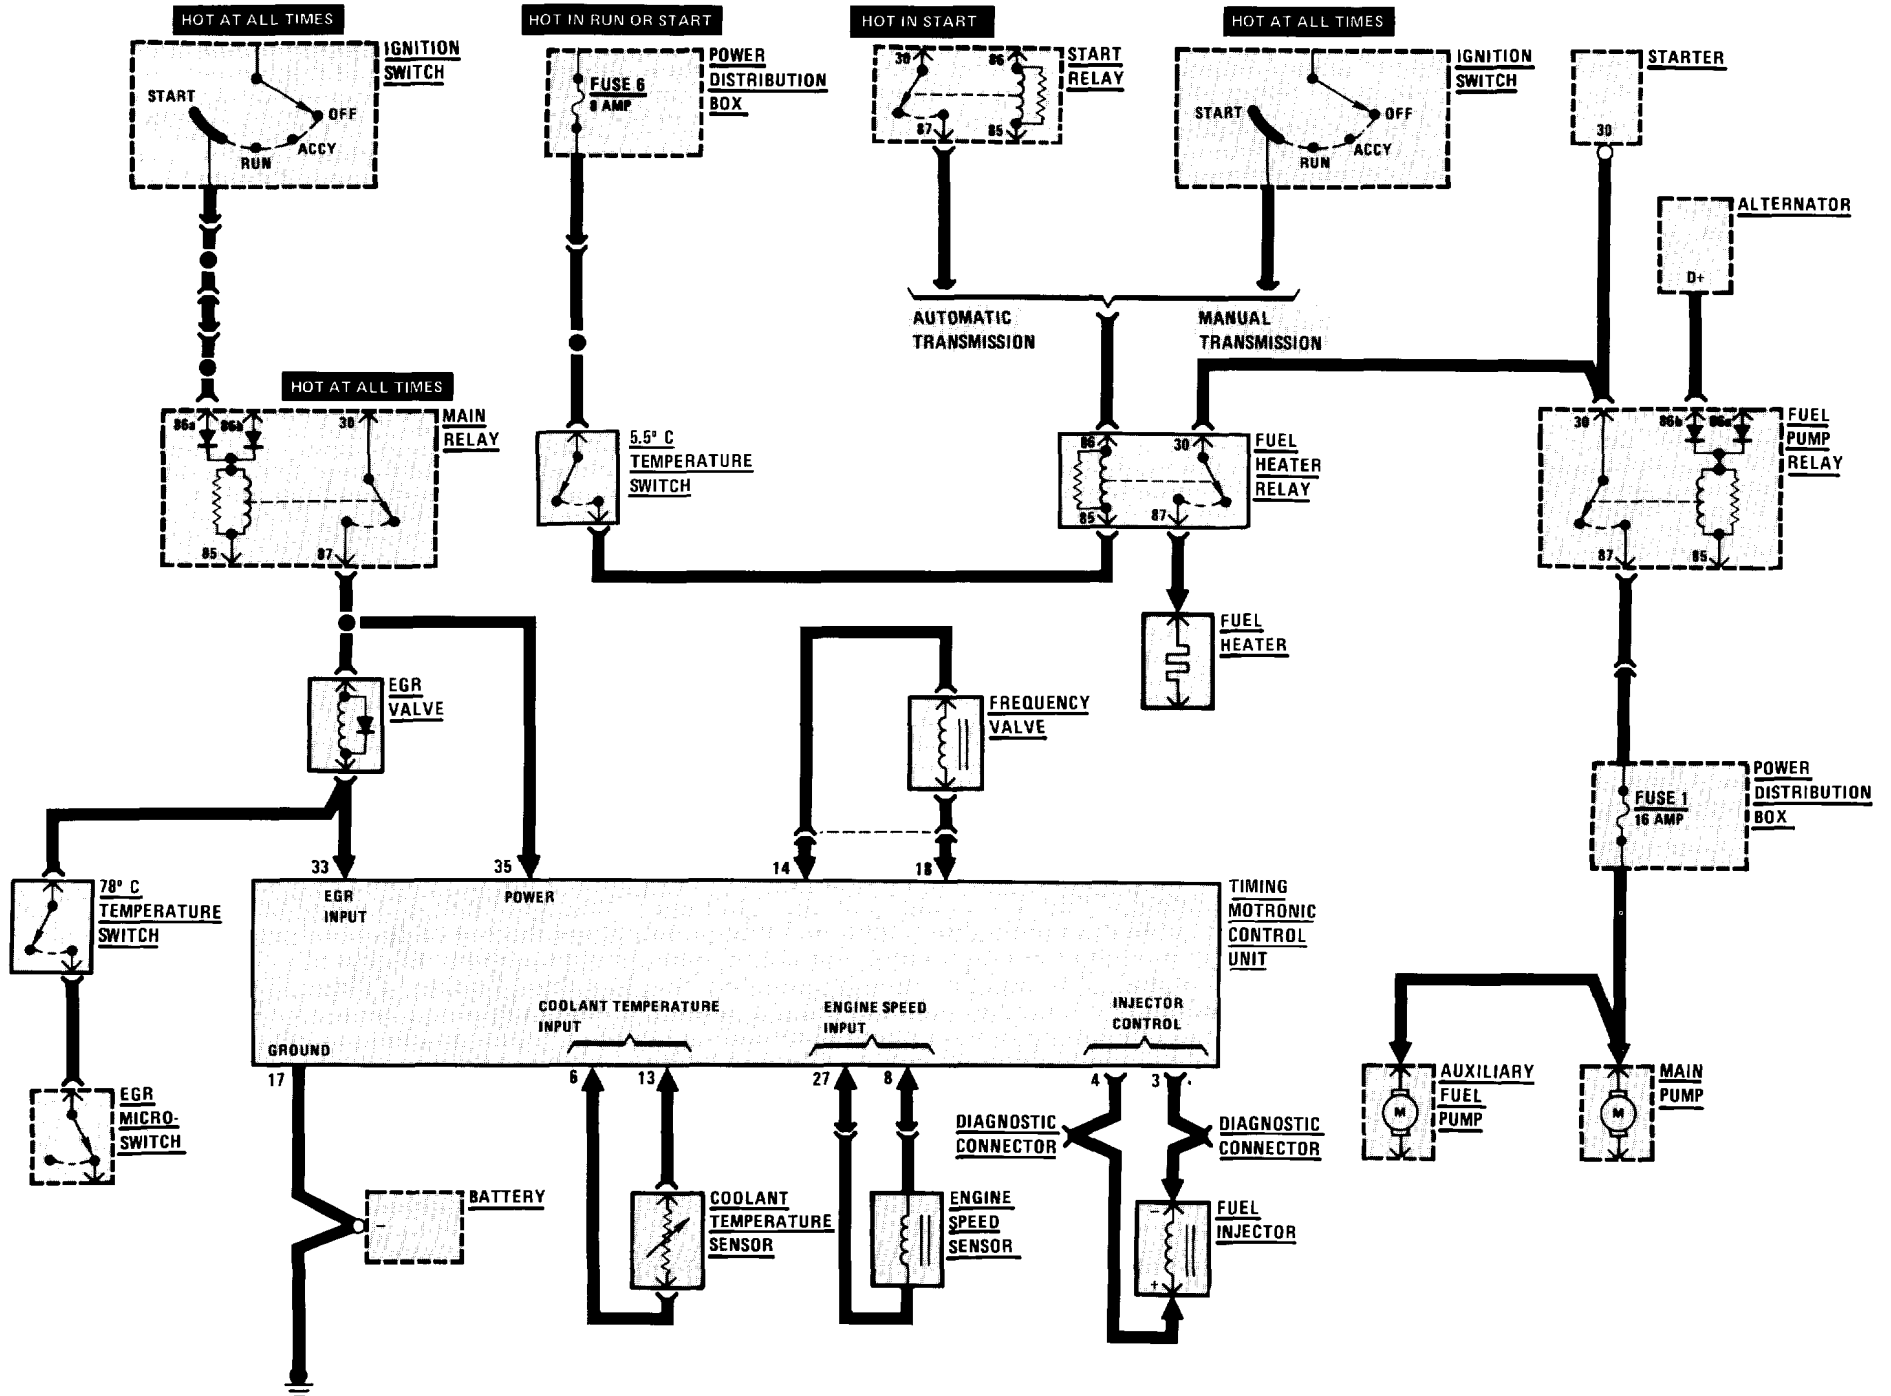 HOT AT ALL TIMES
HOT IN RUN OR START
HOT IN START
HOT AT ALL TIMES
IGNITION
SWITCH
START
OFF
ACCY
RUN
POWER
DISTRIBUTION
BOX
FUSE 6
8 AMP
START
RELAY
30
86
87
85
IGNITION
SWITCH
START
OFF
ACCY
RUN
STARTER
30
ALTERNATOR
D+
AUTOMATIC
TRANSMISSION
MANUAL
TRANSMISSION
HOT AT ALL TIMES
MAIN
RELAY
86a
86b
30
85
87
5.5° C
TEMPERATURE
SWITCH
FUEL
HEATER
RELAY
86
30
85
87
FUEL
PUMP
RELAY
30
86b
86a
87
85
EGR
VALVE
FREQUENCY
VALVE
FUEL
HEATER
POWER
DISTRIBUTION
BOX
FUSE 1
16 AMP
78° C
TEMPERATURE
SWITCH
33
35
14
18
EGR
INPUT
POWER
TIMING
MOTRONIC
CONTROL
UNIT
COOLANT TEMPERATURE
INPUT
ENGINE SPEED
INPUT
INJECTOR
CONTROL
GROUND
17
6
13
27
8
4
3
EGR
MICRO-
SWITCH
DIAGNOSTIC
CONNECTOR
DIAGNOSTIC
CONNECTOR
AUXILIARY
FUEL
PUMP
M
MAIN
PUMP
M
BATTERY
-
COOLANT
TEMPERATURE
SENSOR
ENGINE
SPEED
SENSOR
FUEL
INJECTOR
-
+